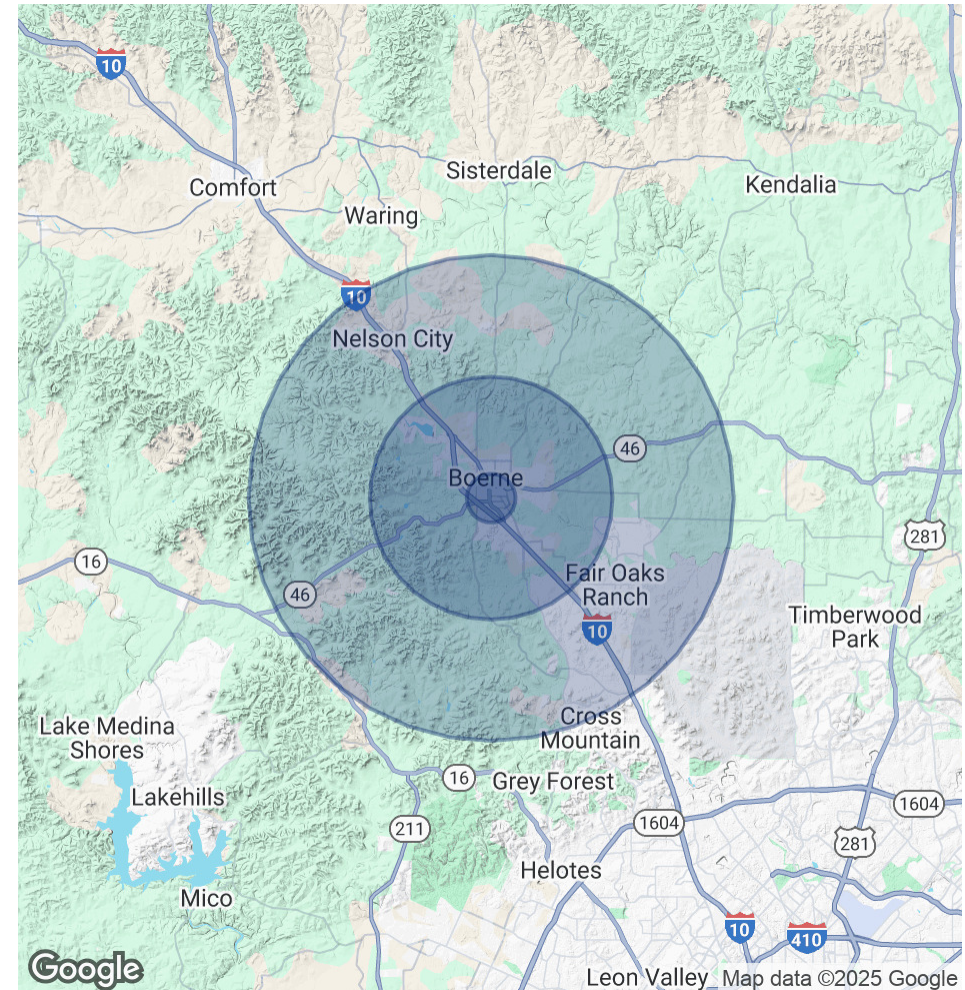 10
Sisterdale
Comfort
Kendalia
Waring
10
Nelson City
46
Boerne
281
16
Fair Oaks
Ranch
46
Timberwood
Park
10
Lake Medina
Shores
Cross
Mountain
16
Grey Forest
Lakehills
1604
1604
211
281
Helotes
Mico
10
410
Google
Leon Valley
Map data ©2025 Google